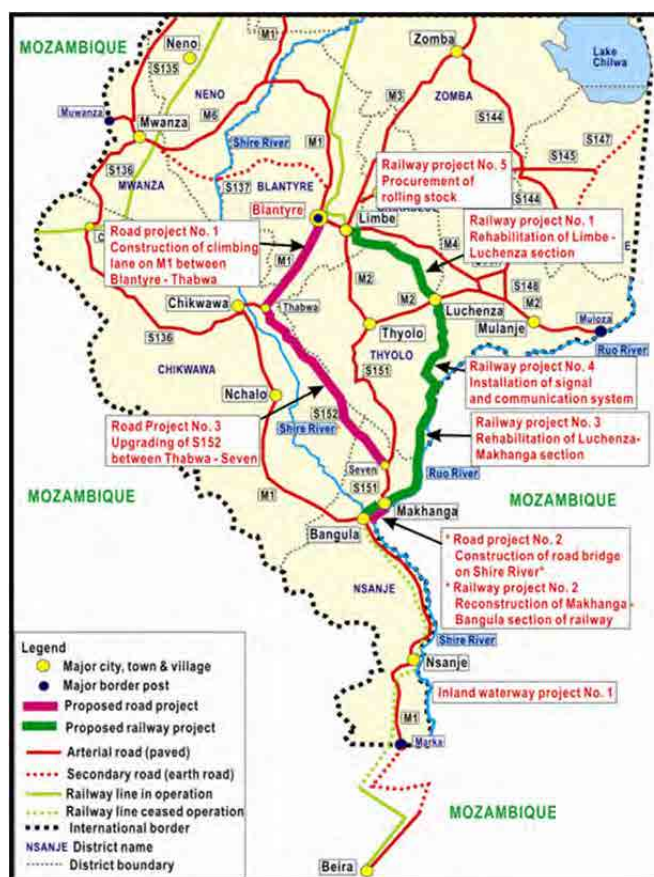 MOZAMBIQUE
Neno
M1
Zomba
Lake
Chilwa
S135
NENO
M3
ZOMBA
Muwanza
M6
Mwanza
Shire River
M1
S144
S147
S145
S136
MWANZA
S137
BLANTYRE
Railway project No. 5
Procurement of
rolling stock
S144
Blantyre
Limbe
Road project No. 1
Construction of climbing
lane on M1 between
Blantyre - Thabwa
M1
Railway project No. 1
Rehabilitation of Limbe -
Luchenza section
M4
M2
M2
S148
M2
Chikwawa
Thabwa
Luchenza
Muloza
S136
Thyolo
Mulanje
THYOLO
Ruo River
CHIKWAWA
S151
Nchalo
Railway project No. 4
Installation of signal
and communication system
Road Project No. 3
Upgrading of S152
between Thabwa - Seven
S152
Shire River
Railway project No. 3
Rehabilitation of Luchenza-
Makhanga section
Seven
Ruo River
MOZAMBIQUE
M1
S151
Makhanga
MOZAMBIQUE
Bangula
* Road project No. 2
Construction of road bridge
on Shire River*
* Railway project No. 2
Reconstruction of Makhanga -
Bangula section of railway
NSANJE
Shire River
Nsanje
Inland waterway project No. 1
M1
Marka
Legend
Major city, town & village
Major border post
Proposed road project
Proposed railway project
Arterial road (paved)
Secondary road (earth road)
Railway line in operation
Railway line ceased operation
International border
NSANJE District name
District boundary
MOZAMBIQUE
Beira